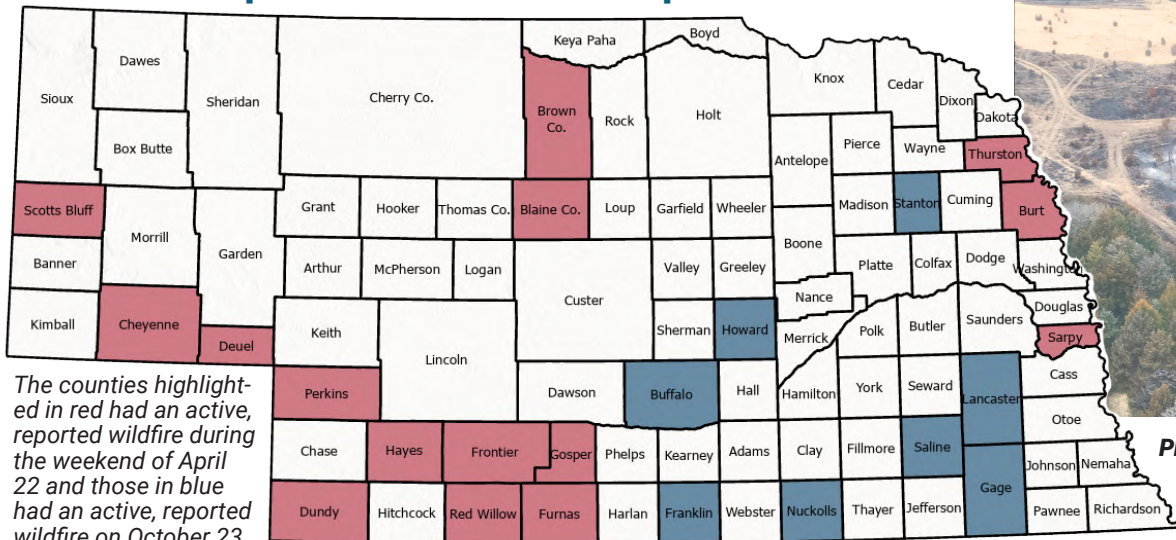 Keya Paha
Boyd
Dawes
Sioux
Sheridan
Cherry Co.
Brown
Co.
Rock
Holt
Knox
Cedar
Dixon
Dakota
Box Butte
Antelope
Pierce
Wayne
Thurston
Scotts Bluff
Morrill
Garden
Grant
Hooker
Thomas Co.
Blaine Co.
Loup
Garfield
Wheeler
Madison
Stanton
Cuming
Burt
Banner
Arthur
McPherson
Logan
Valley
Greeley
Boone
Platte
Colfax
Dodge
Washington
Custer
Nance
Kimball
Cheyenne
Deuel
Keith
Lincoln
Sherman
Howard
Merrick
Polk
Butler
Saunders
Douglas
Sarpy
Perkins
Dawson
Buffalo
Hall
Hamilton
York
Seward
Lancaster
Cass
Otoe
Chase
Hayes
Frontier
Gosper
Phelps
Kearney
Adams
Clay
Fillmore
Saline
Gage
Johnson
Nemaha
Dundy
Hitchcock
Red Willow
Furnas
Harlan
Franklin
Webster
Nuckolls
Thayer
Jefferson
Pawnee
Richardson
The counties highlight-
ed in red had an active,
reported wildfire during
the weekend of April
22 and those in blue
had an active, reported
wildfire on October 23